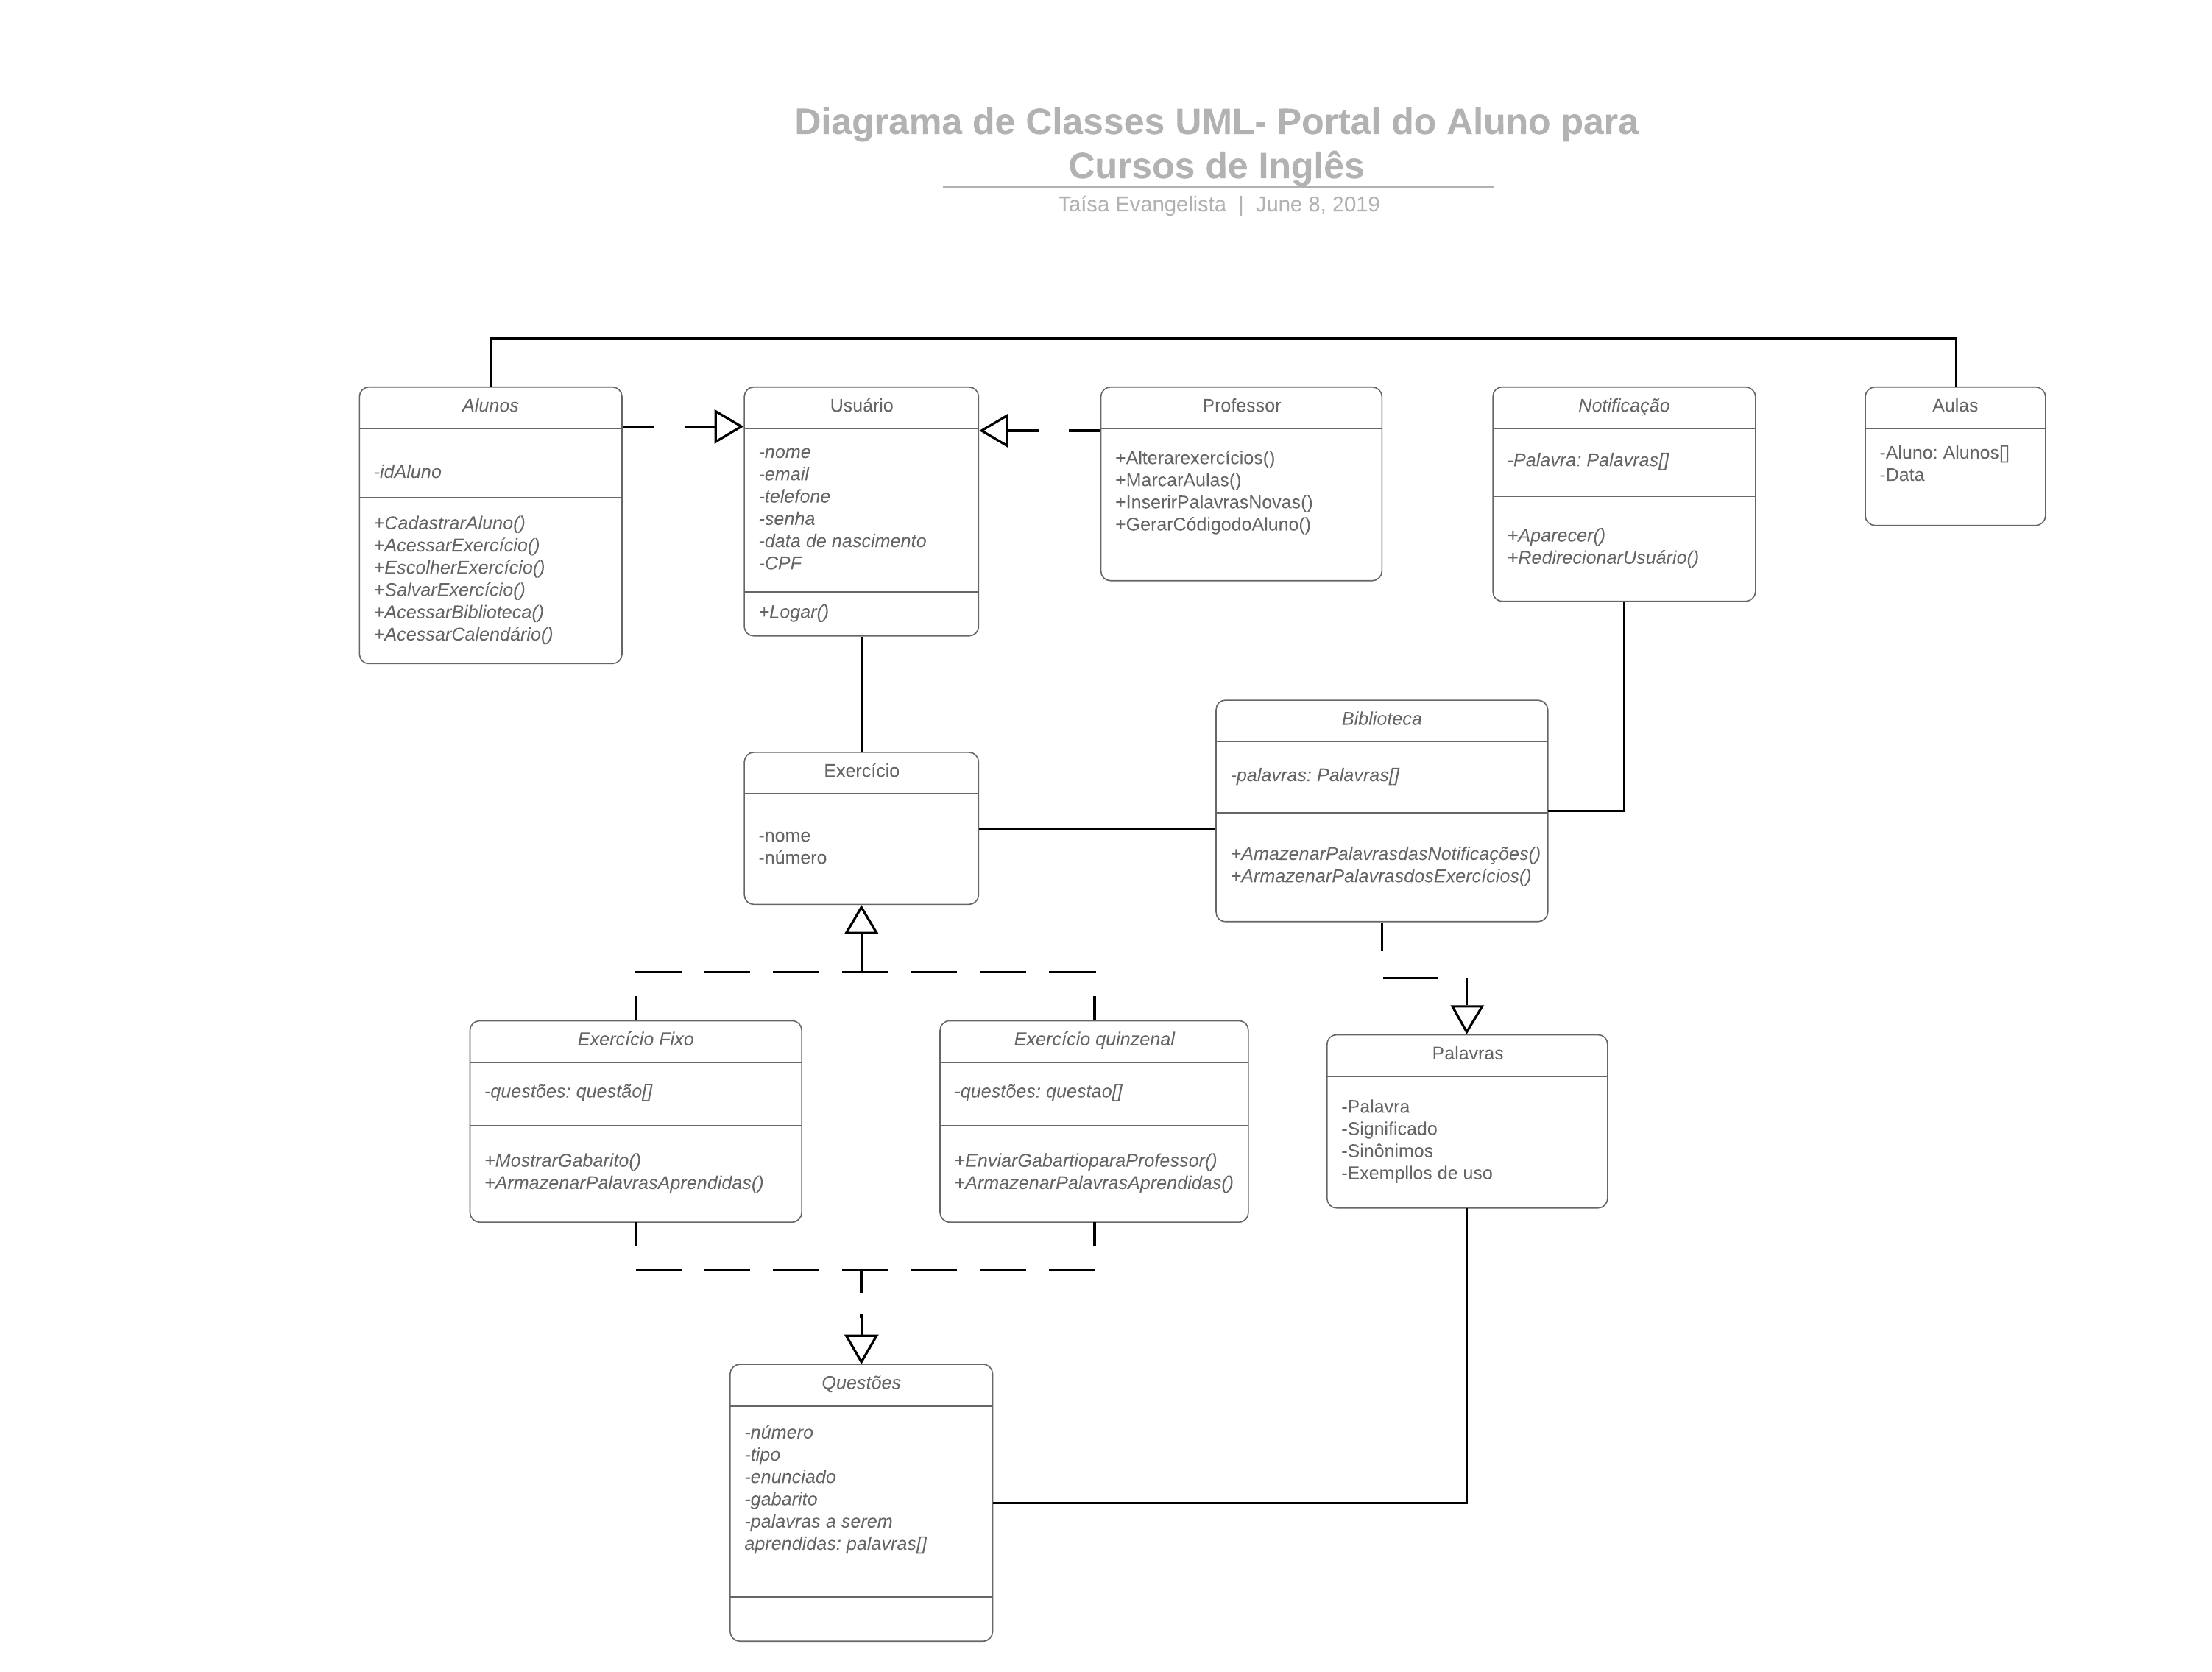 Diagrama de Classes UML- Portal do Aluno para
Cursos de Inglês
Taísa Evangelista | June 8, 2019
Alunos
-idAluno
+CadastrarAluno()
+AcessarExercício()
+EscolherExercício()
+SalvarExercício()
+AcessarBiblioteca()
+AcessarCalendário()
Usuário
-nome
-email
-telefone
-senha
-data de nascimento
-CPF
+Logar()
Professor
+Alterarexercícios()
+MarcarAulas()
+InserirPalavrasNovas()
+GerarCódigodoAluno()
Notificação
-Palavra: Palavras[]
+Aparecer()
+RedirecionarUsuário()
Aulas
-Aluno: Alunos[]
-Data
Exercício
-nome
-número
Biblioteca
-palavras: Palavras[]
+AmazenarPalavrasdasNotificações()
+ArmazenarPalavrasdosExercícios()
Exercício Fixo
-questões: questão[]
+MostrarGabarito()
+ArmazenarPalavrasAprendidas()
Exercício quinzenal
-questões: questao[]
+EnviarGabartioparaProfessor()
+ArmazenarPalavrasAprendidas()
Palavras
-Palavra
-Significado
-Sinônimos
-Exempllos de uso
Questões
-número
-tipo
-enunciado
-gabarito
-palavras a serem
aprendidas: palavras[]